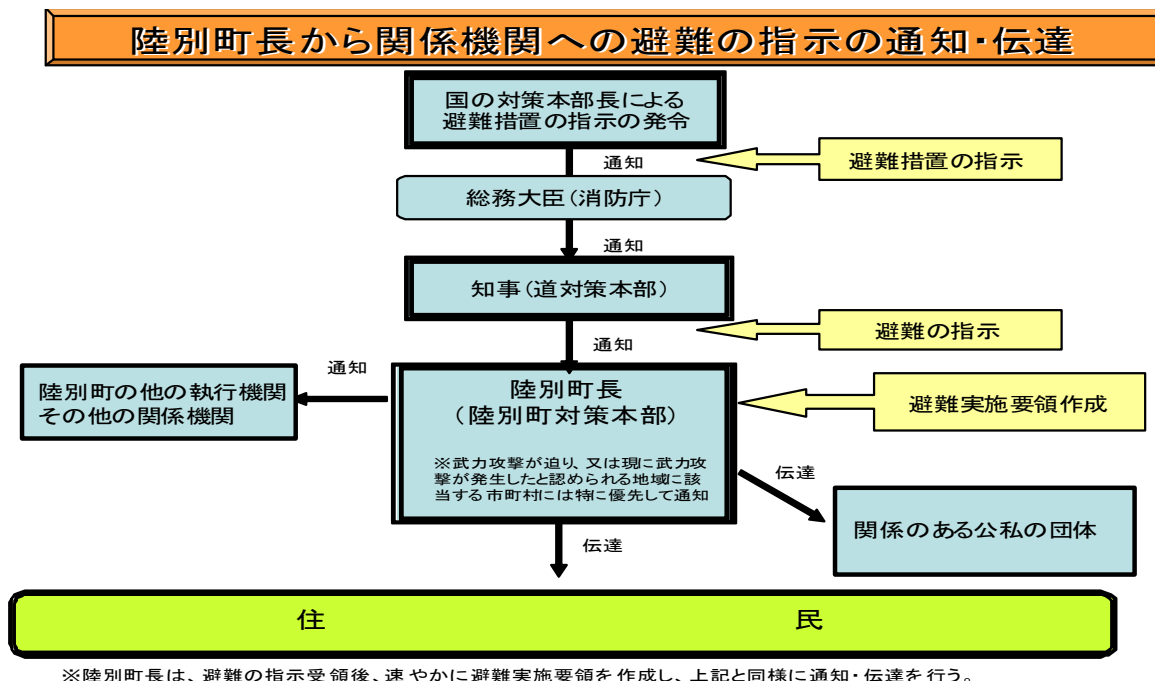 陸別町長から関係機関への避難の指示の通知・伝達
国の対策本部長による
避難措置の指示の発令
通知
避難措置の指示
総務大臣（消防庁）
通知
知事（道対策本部）
避難の指示
通知
通知
陸別町の他の執行機関
その他の関係機関
陸別町長
（陸別町対策本部）
避難実施要領作成
※武力攻撃が迫り、又は現に武力攻
撃が発生したと認められる地域に該
当する市町村には特に優先して通知
伝達
関係のある公私の団体
伝達
住民
※陸別町長は、避難の指示受領後、速やかに避難実施要領を作成し、上記と同様に通知・伝達を行う。